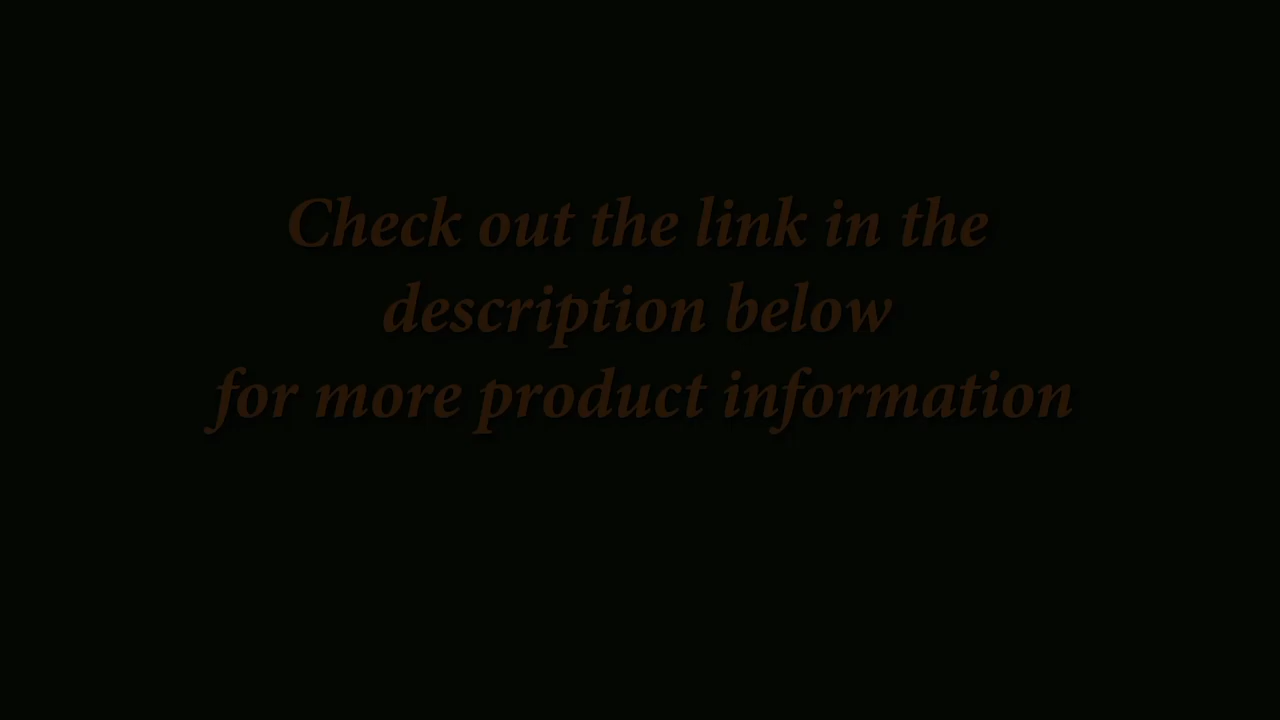 Check out the link in the
description below
for more product information